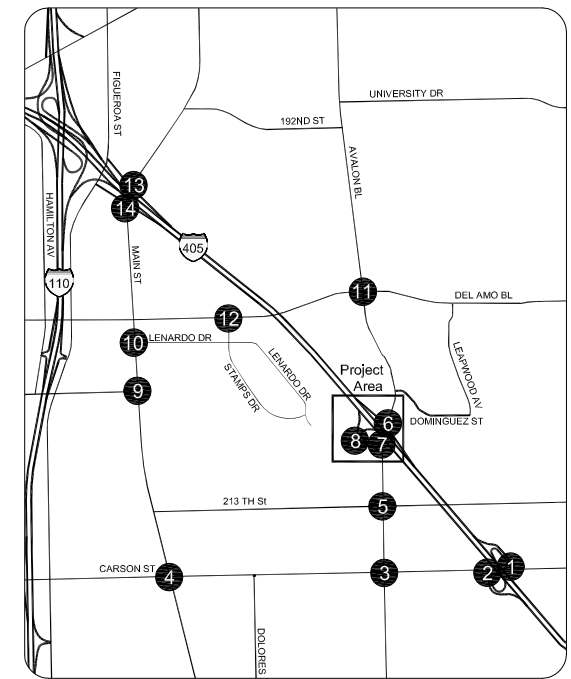 FIGUEROA ST
UNIVERSITY DR
192ND ST
AVALON BL
13
14
HAMILTON AV
MAIN ST
405
110
11
DEL AMO BL
12
10
LENARDO DR
LENARDO DR
STAMPS DR
LEAPWOOD AV
Project
Area
9
6
DOMINGUEZ ST
8
7
213 TH St
5
CARSON ST
4
3
2
1
DOLORES